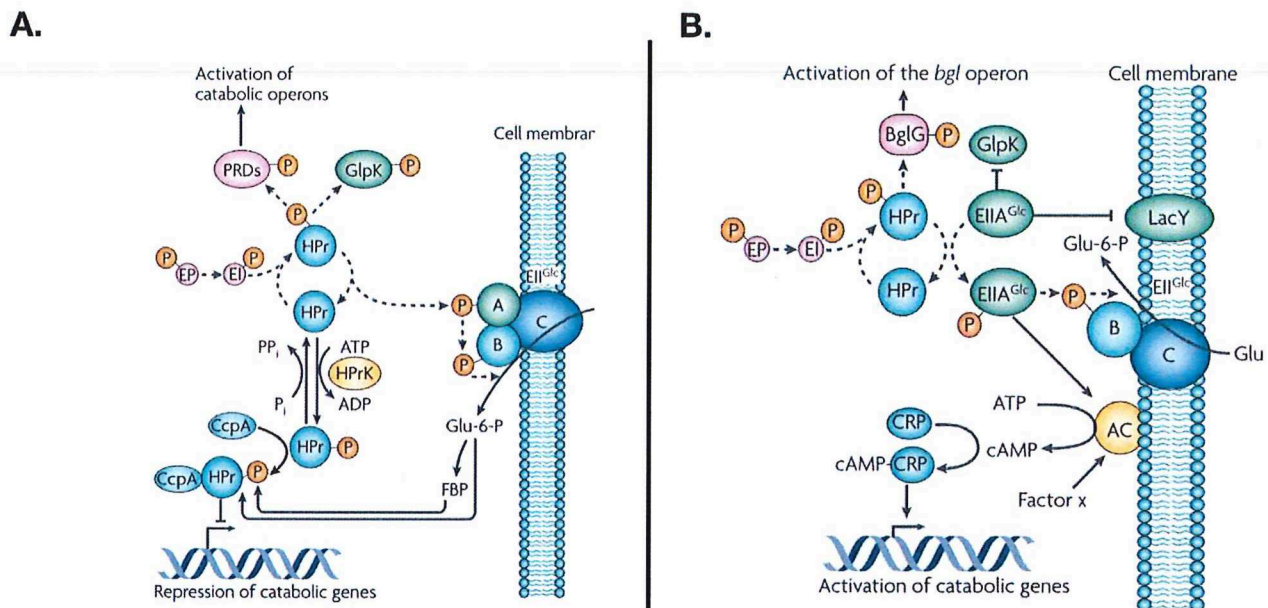 A.
Activation of
catabolic operons
Cell membrar
PRDs P
GlpK P
P
HPr
P
EP
EI
P
HPr
P
A
EIIGlc
C
B
P
PPi
ATP
HPrK
Pi
ADP
CcpA
HPr P
Glu-6-P
CcpA HPr P
FBP
Repression of catabolic genes
B.
Activation of the bgl operon
Cell membrane
BglG P
GlpK
P
HPr
EIIAGlc
LacY
P
EP
EI
P
Glu-6-P
HPr
EIIAGlc
P
P
EIIGlc
B
C
Glu
ATP
AC
cAMP
CRP
cAMP-CRP
Factor x
Activation of catabolic genes